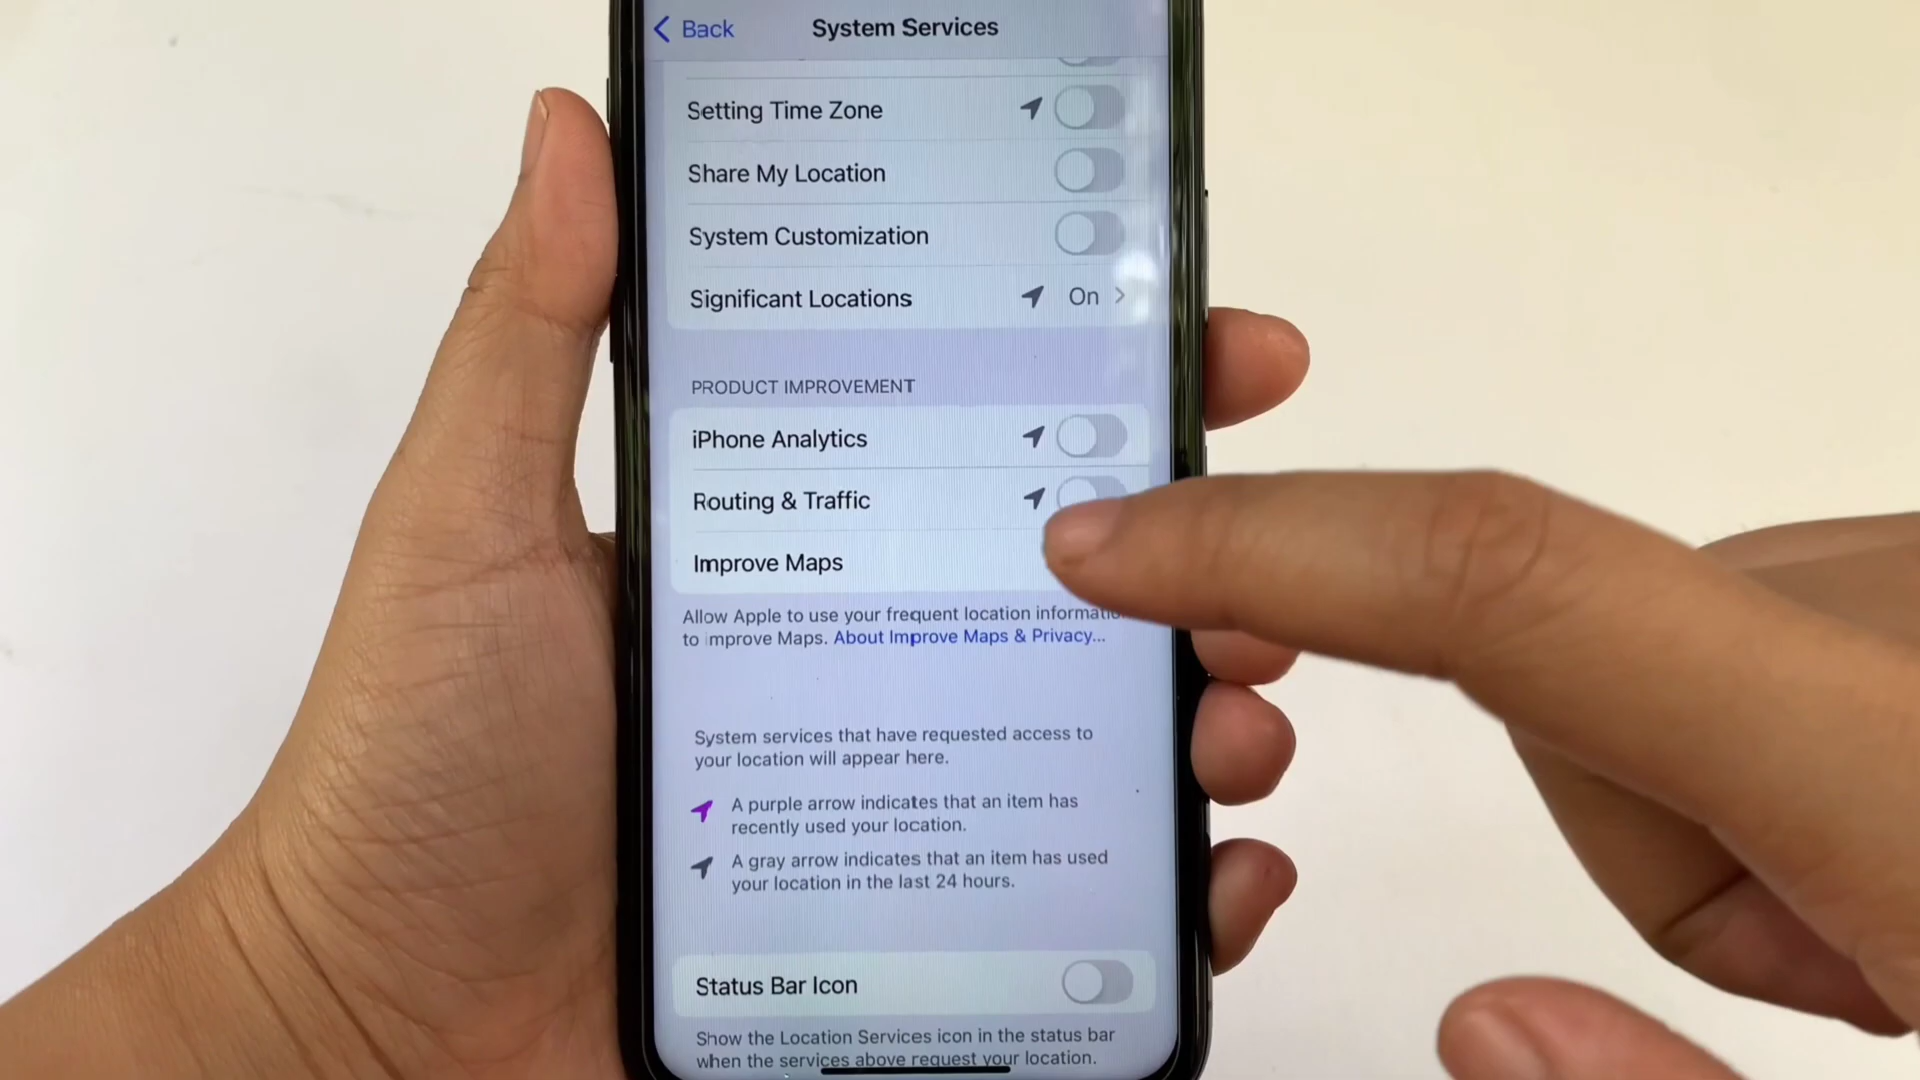 Back
System Services
Setting Time Zone
Share My Location
System Customization
Significant Locations On
PRODUCT IMPROVEMENT
iPhone Analytics
Routing & Traffic
Improve Maps
Allow Apple to use your frequent location
to improve Maps. About Improve Maps & Privacy...
System services that have requested access to
your location will appear here.
A purple arrow indicates that an item has
recently used your location.
A gray arrow indicates that an item has used
your location in the last 24 hours.
Status Bar Icon
Show the Location Services icon in the status bar
when the services above request your location.